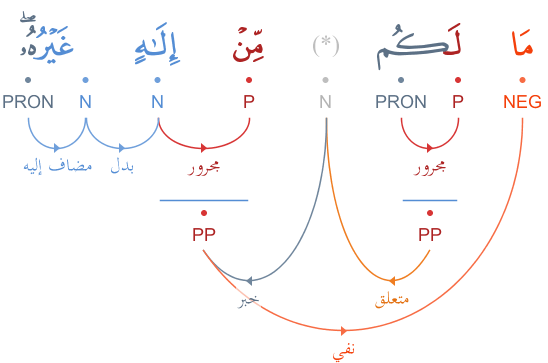 مَا لَكُم (*) مِّنۡ إِلَٰهٍ غَيۡرُهُۥۖ
NEG P PRON N P N N PRON
مجرور مجرور بدل مضاف إليه
PP PP
متعلق خبر
نفي